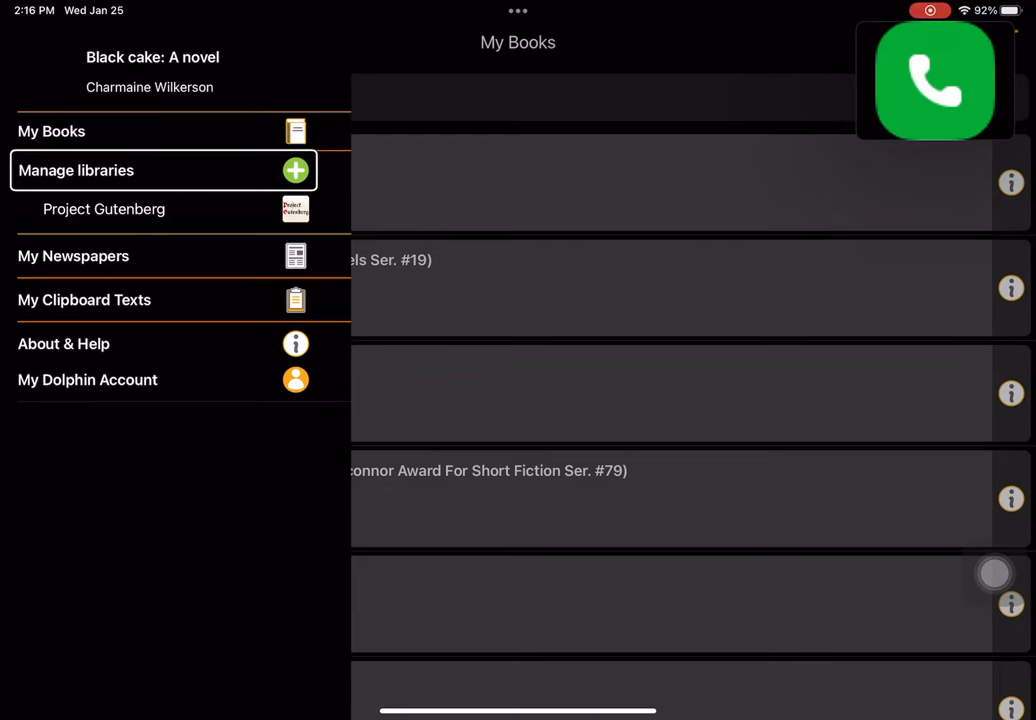 2:16 PM Wed Jan 25
92%
My Books
Black cake: A novel
Charmaine Wilkerson
My Books
Manage libraries
Project Gutenberg
Project Gutenberg
My Newspapers
My Clipboard Texts
About & Help
My Dolphin Account
els Ser. #19)
connor Award For Short Fiction Ser. #79)